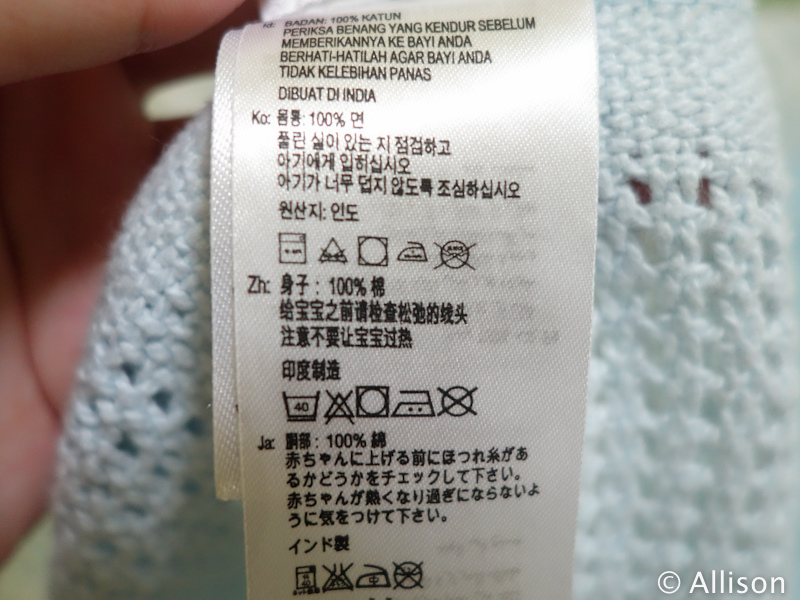 Id: BADAN: 100% KATUN
PERIKSA BENANG YANG KENDUR SEBELUM
MEMBERIKANNYA KE BAYI ANDA
BERHATI-HATILAH AGAR BAYI ANDA
TIDAK KELEBIHAN PANAS
DIBUAT DI INDIA
Ko: 몸통: 100% 면
풀린 실이 있는 지 점검하고
아기에게 입히십시오
아기가 너무 덥지 않도록 조심하십시오
원산지: 인도
Zh: 身子: 100% 棉
给宝宝之前请检查松弛的线头
注意不要让宝宝过热
印度制造
40
Ja: 胴部: 100% 綿
赤ちゃんに上げる前にほつれ糸があ
るかどうかをチェックして下さい。
赤ちゃんが熱くなり過ぎにならないよ
うに気をつけて下さい。
インド製
40
© Allison